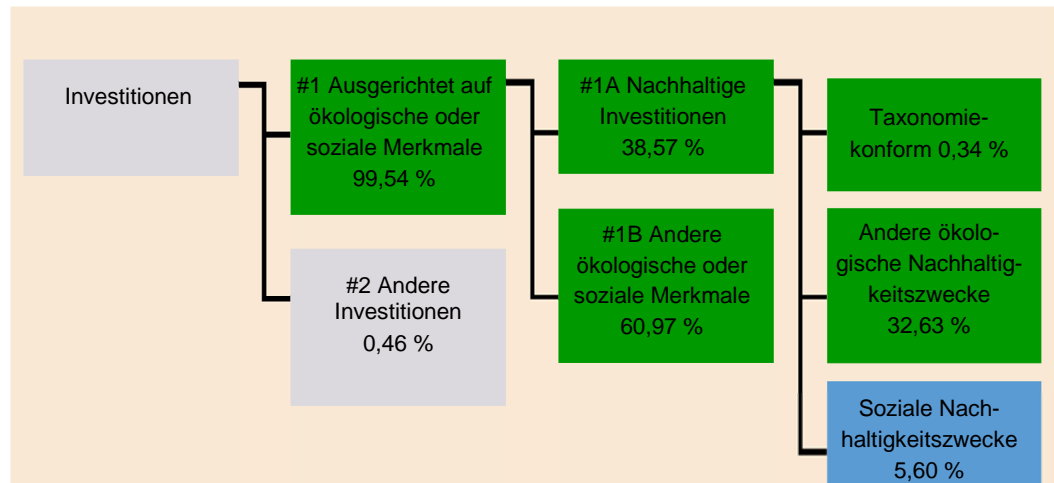 Investitionen
#1 Ausgerichtet auf
ökologische oder
soziale Merkmale
99,54 %
#2 Andere
Investitionen
0,46 %
#1A Nachhaltige
Investitionen
38,57 %
#1B Andere
ökologische oder
soziale Merkmale
60,97 %
Taxonomie-
konform 0,34 %
Andere ökolo-
gische Nachhaltig-
keitszwecke
32,63 %
Soziale Nach-
haltigkeitszwecke
5,60 %